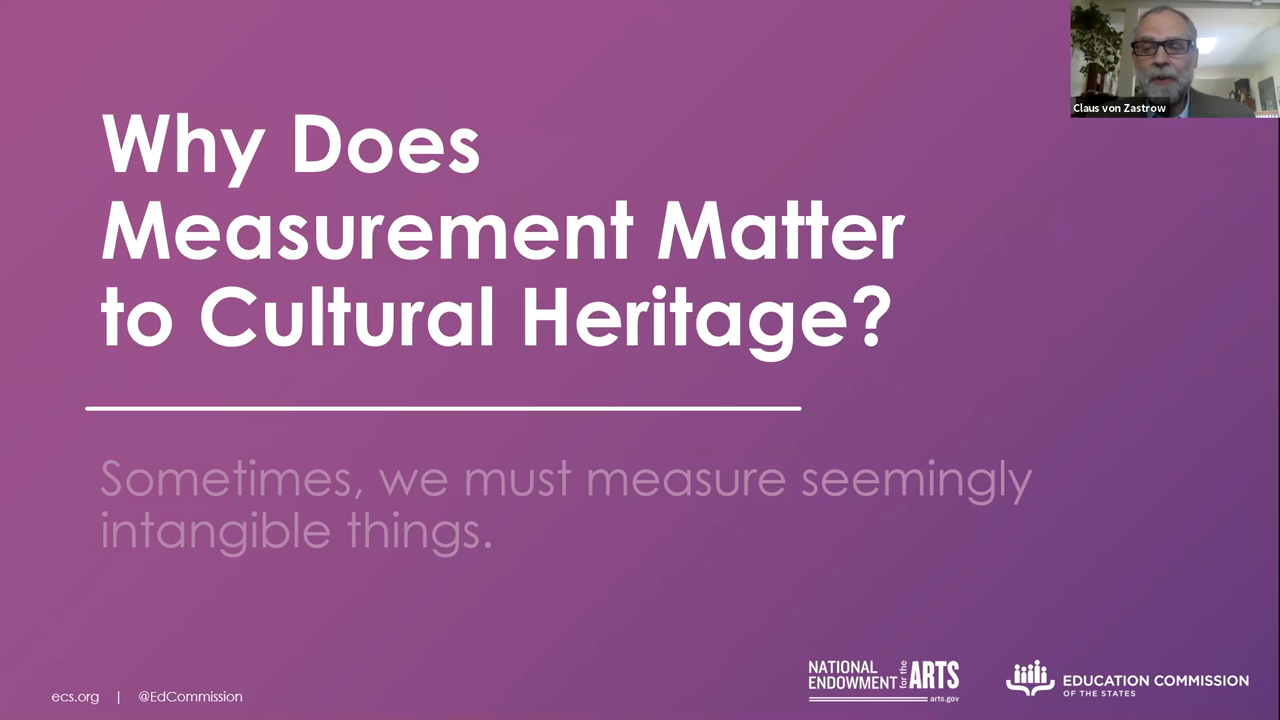 Claus von Zastrow
Why Does
Measurement Matter
to Cultural Heritage?
Sometimes, we must measure seemingly
intangible things.
ecs.org | @EdCommission
NATIONAL
ENDOWMENT for the ARTS
arts.gov
EDUCATION COMMISSION
OF THE STATES